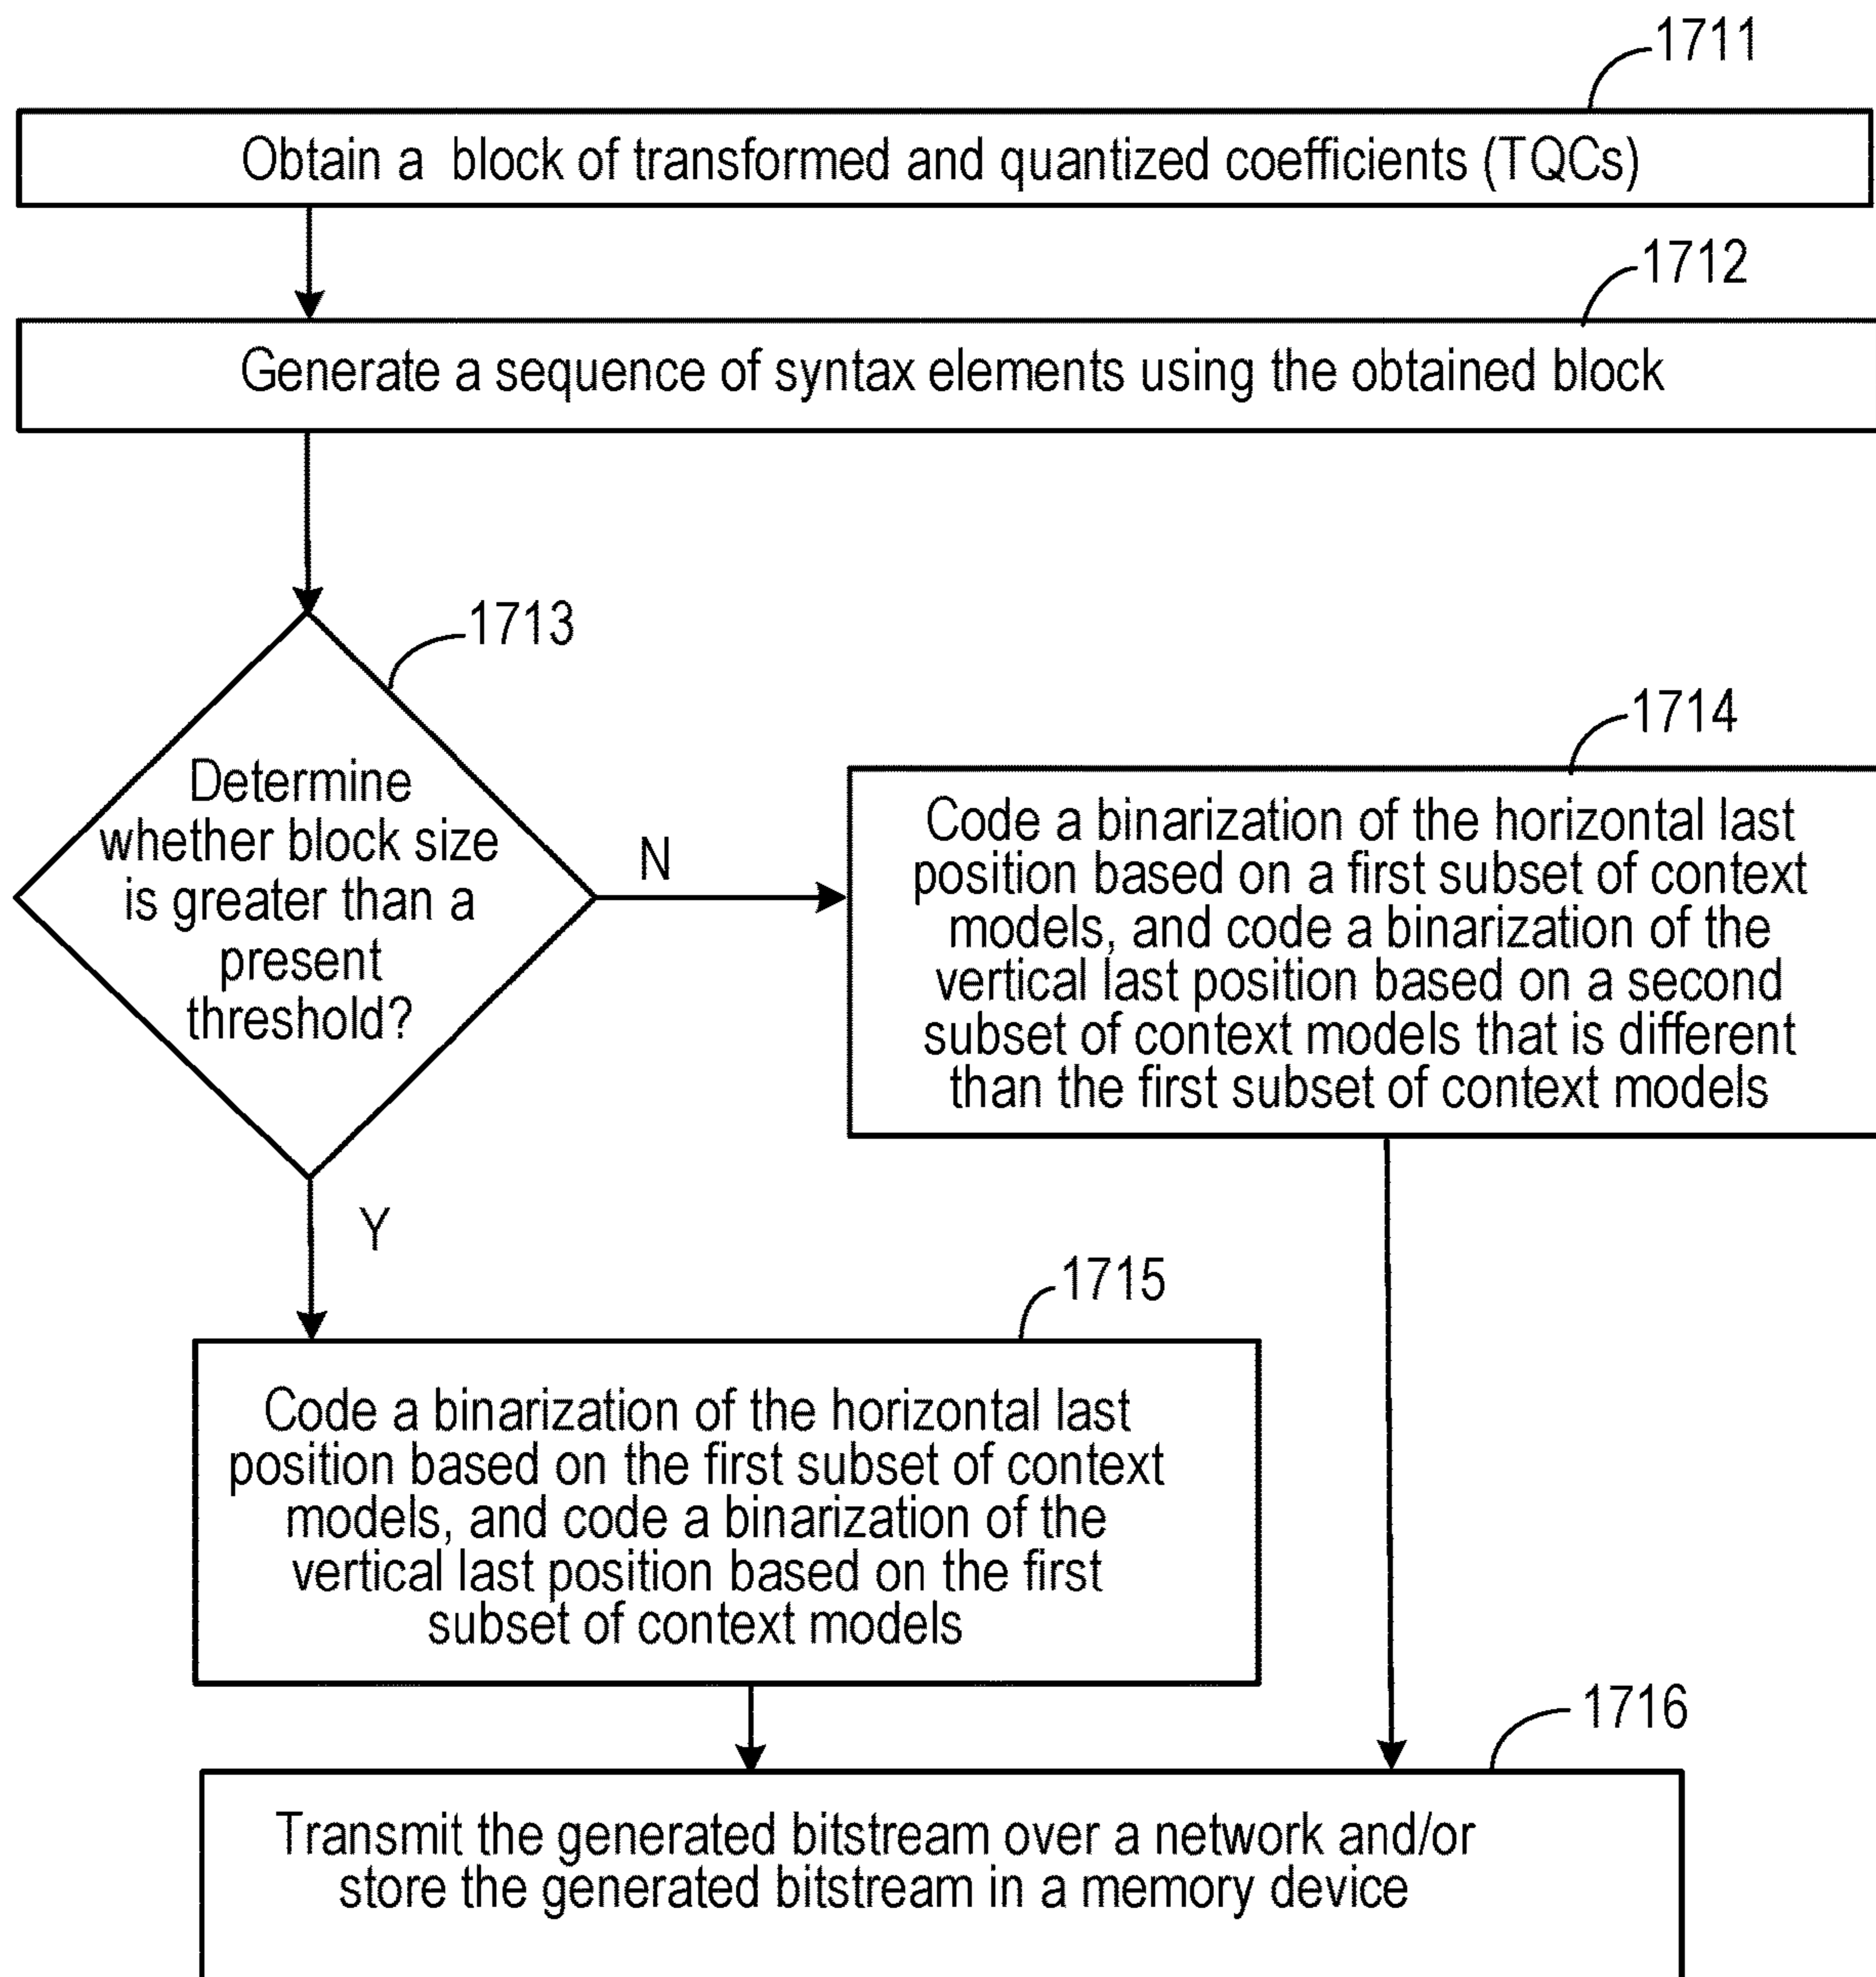 1711
Obtain a block of transformed and quantized coefficients (TQCs)
1712
Generate a sequence of syntax elements using the obtained block
1713
Determine
whether block size
is greater than a
present
threshold?
N
1714
Code a binarization of the horizontal last
position based on a first subset of context
models, and code a binarization of the
vertical last position based on a second
subset of context models that is different
than the first subset of context models
Y
1715
Code a binarization of the horizontal last
position based on the first subset of context
models, and code a binarization of the
vertical last position based on the first
subset of context models
1716
Transmit the generated bitstream over a network and/or
store the generated bitstream in a memory device